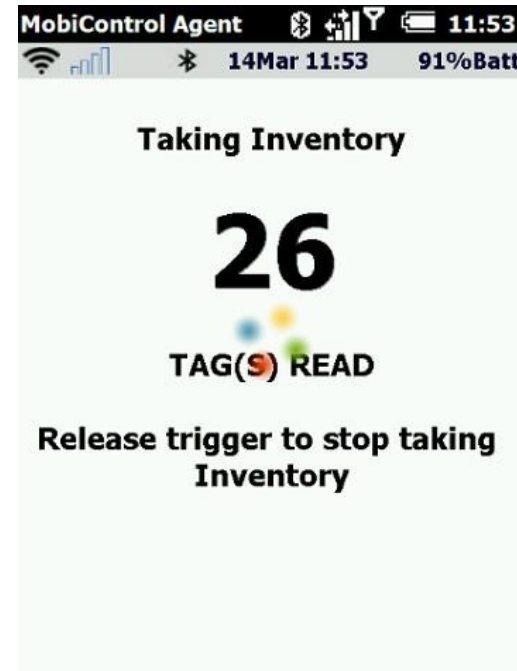 MobiControl Agent 11:53
14Mar 11:53 91%Batt
Taking Inventory
26
TAG(S) READ
Release trigger to stop taking
Inventory